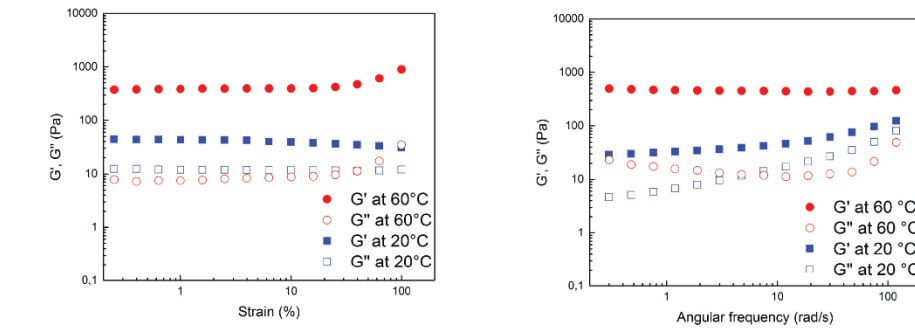 10000
1000
100
10
1
0,1
G', G" (Pa)
G' at 60°C
G" at 60°C
G' at 20°C
G" at 20°C
1
10
100
Strain (%)
10000
1000
100
10
1
0,1
G', G" (Pa)
G' at 60 °C
G" at 60 °C
G' at 20 °C
G" at 20 °C
1
10
100
Angular frequency (rad/s)